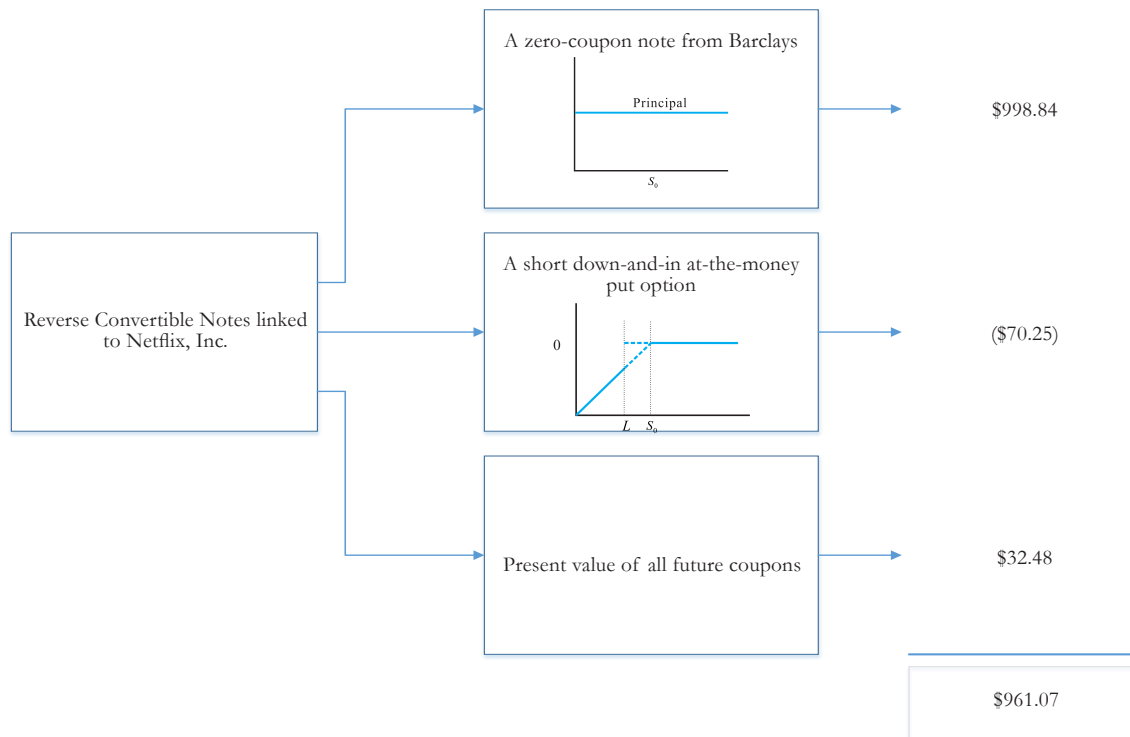 A zero-coupon note from Barclays
Principal
S₀
$998.84
Reverse Convertible Notes linked
to Netflix, Inc.
A short down-and-in at-the-money
put option
0
L S₀
($70.25)
Present value of all future coupons
$32.48
$961.07